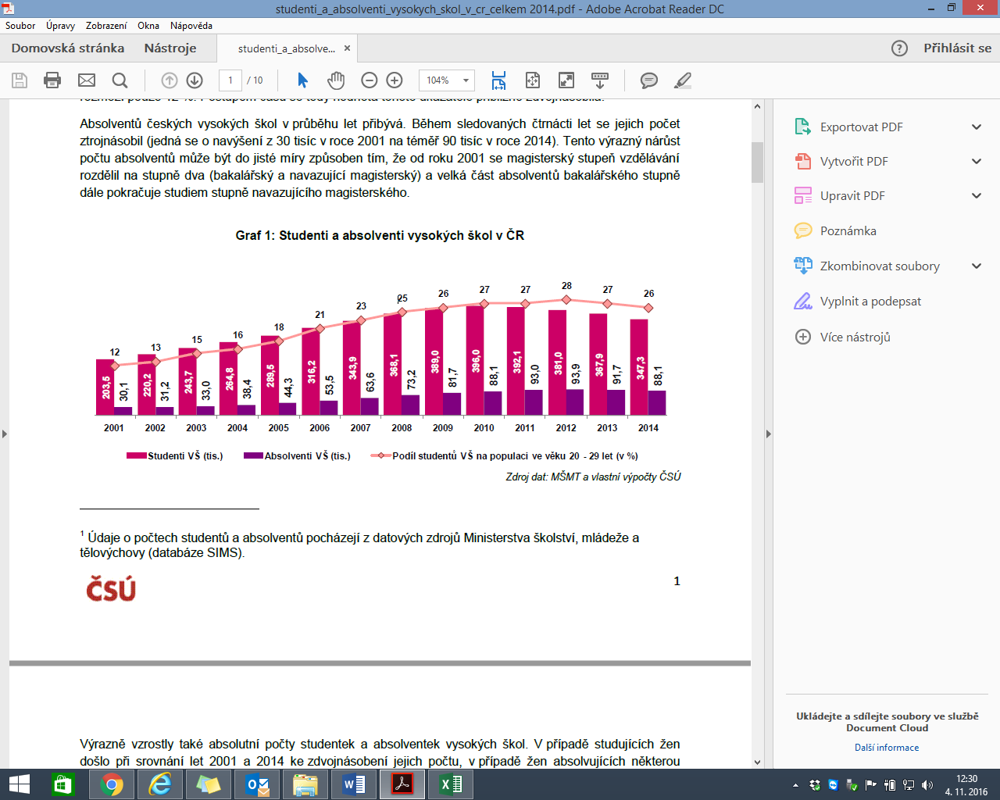 studenti_a_absolventi_vysokych_skol_v_cr_celkem 2014.pdf - Adobe Acrobat Reader DC
Soubor Úpravy Zobrazení Okna Nápověda
Domovská stránka Nástroje studenti_a_absolve... × Přihlásit se
1 / 10 104%
Absolventů českých vysokých škol v průběhu let přibývá. Během sledovaných čtrnácti let se jejich počet
ztrojnásobil (jedná se o navýšení z 30 tisíc v roce 2001 na téměř 90 tisíc v roce 2014). Tento výrazný nárůst
počtu absolventů může být do jisté míry způsoben tím, že od roku 2001 se magisterský stupeň vzdělávání
rozdělil na stupně dva (bakalářský a navazující magisterský) a velká část absolventů bakalářského stupně
dále pokračuje studiem stupně navazujícího magisterského.
Graf 1: Studenti a absolventi vysokých škol v ČR
12 13 15 16 18 21 23 25 26 27 27 28 27 26
203,5 30,1 220,2 31,2 243,7 33,0 264,8 38,4 289,5 44,3 316,2 53,5 343,9 63,6 368,1 73,2 389,0 81,7 396,0 88,1 392,1 93,0 381,0 93,9 367,9 91,7 347,3 88,1
2001 2002 2003 2004 2005 2006 2007 2008 2009 2010 2011 2012 2013 2014
Studenti VŠ (tis.) Absolventi VŠ (tis.) Podíl studentů VŠ na populaci ve věku 20 - 29 let (v %)
Zdroj dat: MŠMT a vlastní výpočty ČSÚ
1 Údaje o počtech studentů a absolventů pocházejí z datových zdrojů Ministerstva školství, mládeže a
tělovýchovy (databáze SIMS).
ČSÚ
1
Výrazně vzrostly také absolutní počty studentek a absolventek vysokých škol. V případě studujících žen
došlo při srovnání let 2001 a 2014 ke zdvojnásobení jejich počtu, v případě žen absolvujících některou
Exportovat PDF
Vytvořit PDF
Upravit PDF
Poznámka
Zkombinovat soubory
Vyplnit a podepsat
Více nástrojů
Ukládejte a sdílejte soubory ve službě
Document Cloud
Další informace
12:30
4. 11. 2016